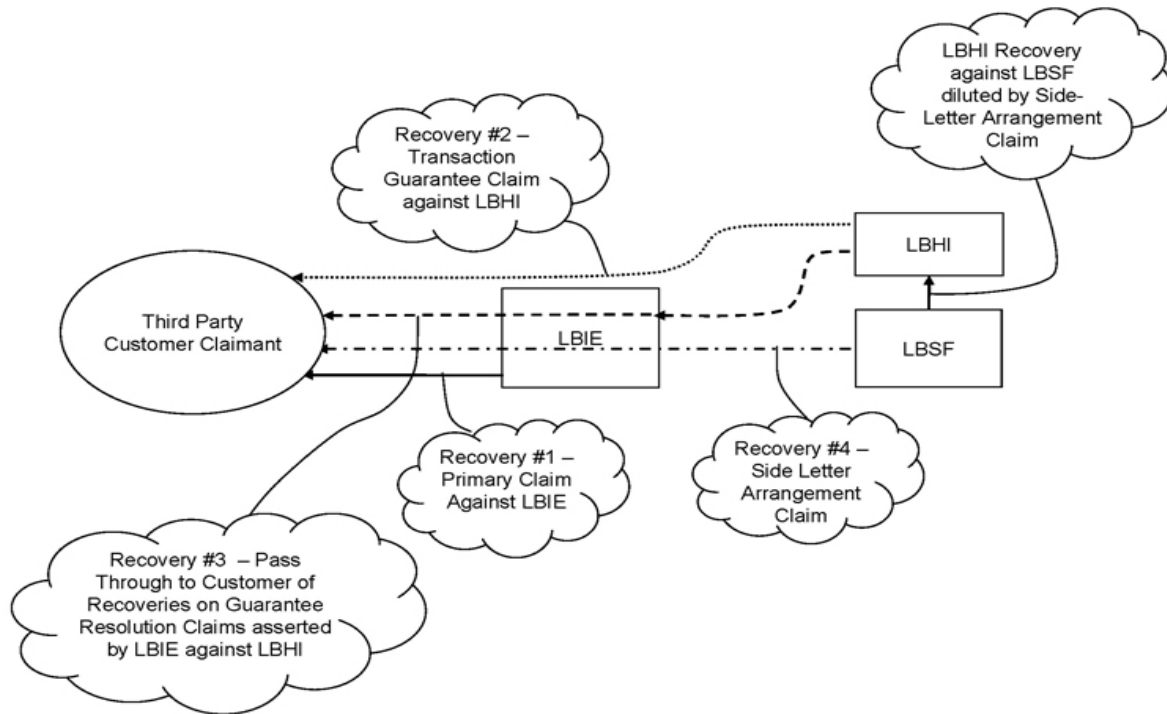 LBHI Recovery
against LBSF
diluted by Side-
Letter Arrangement
Claim
Recovery #2 –
Transaction
Guarantee Claim
against LBHI
LBHI
Third Party
Customer Claimant
LBIE
LBSF
Recovery #1 –
Primary Claim
Against LBIE
Recovery #4 –
Side Letter
Arrangement
Claim
Recovery #3 – Pass
Through to Customer of
Recoveries on Guarantee
Resolution Claims asserted
by LBIE against LBHI